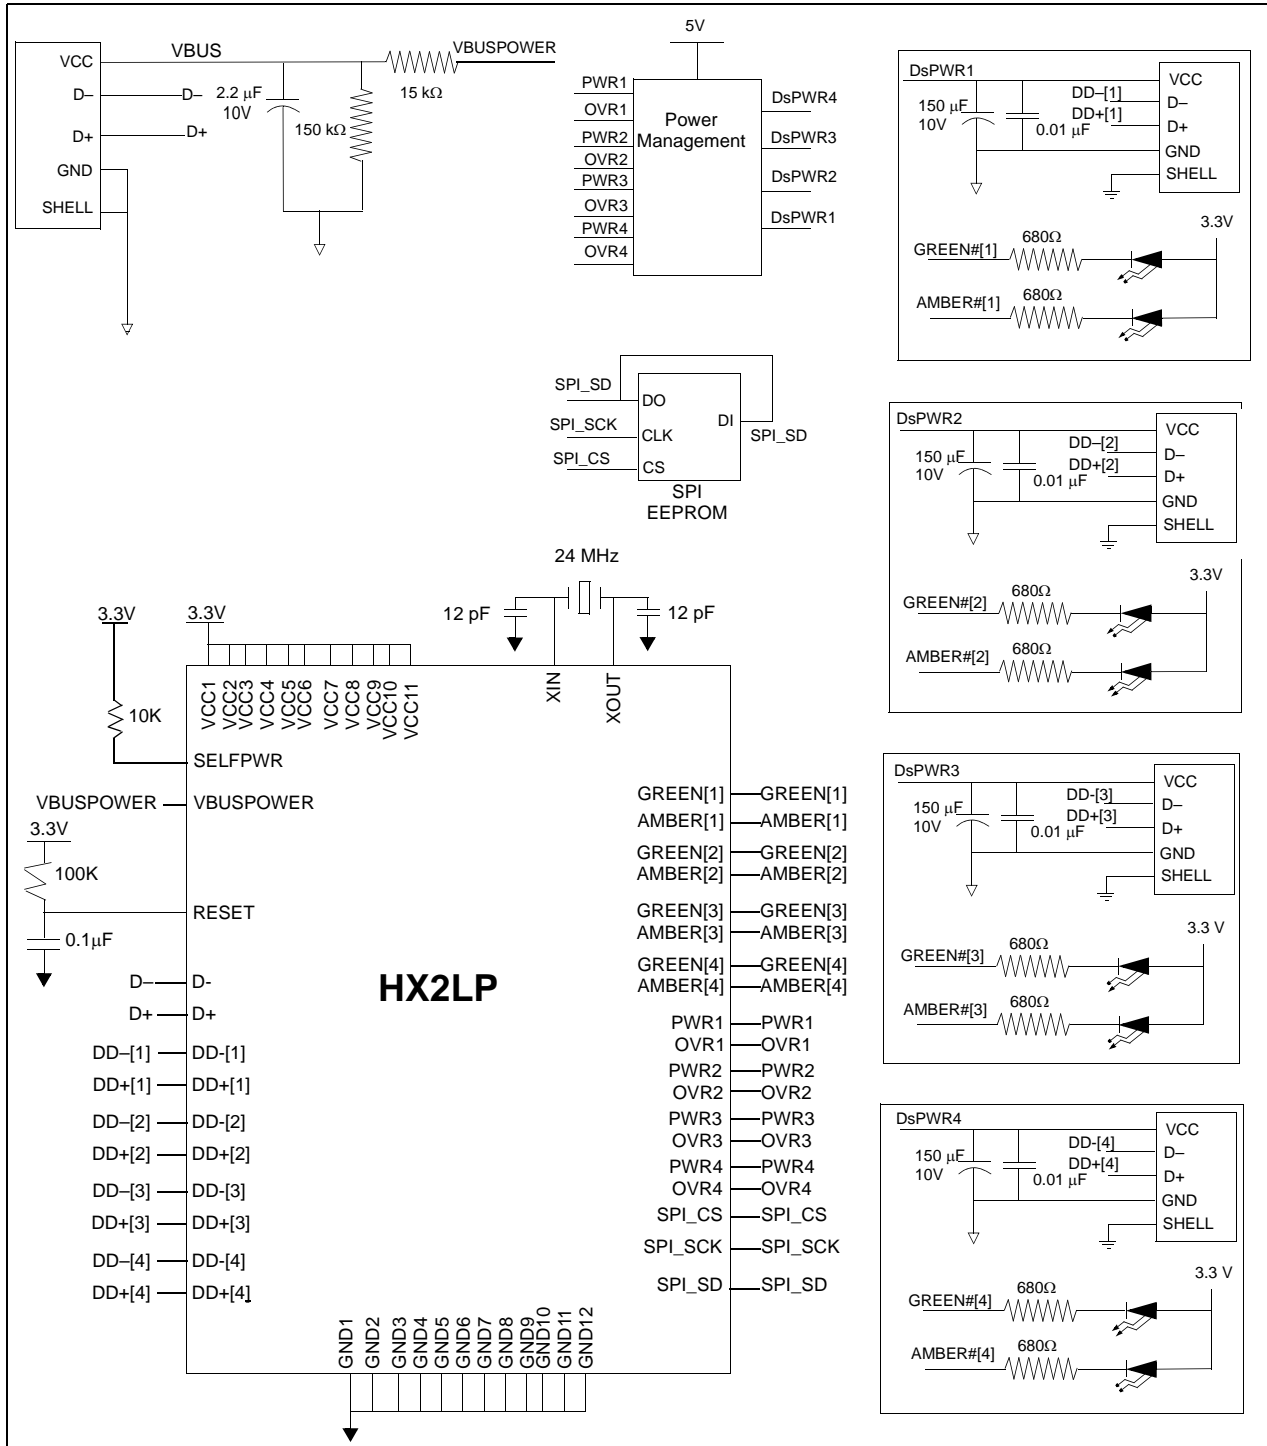 VCC
D–
D+
GND
SHELL
VBUS
D–
D+
2.2 μF
10V
150 kΩ
15 kΩ
VBUSPOWER
5V
PWR1
OVR1
PWR2
OVR2
PWR3
OVR3
PWR4
OVR4
Power
Management
DsPWR4
DsPWR3
DsPWR2
DsPWR1
SPI_SD
SPI_SCK
SPI_CS
DO
CLK
CS
DI
SPI_SD
SPI
EEPROM
DsPWR1
150 μF
10V
0.01 μF
DD–[1]
DD+[1]
VCC
D–
D+
GND
SHELL
3.3V
GREEN#[1]
680Ω
AMBER#[1]
680Ω
DsPWR2
150 μF
10V
0.01 μF
DD–[2]
DD+[2]
VCC
D–
D+
GND
SHELL
3.3V
GREEN#[2]
680Ω
AMBER#[2]
680Ω
DsPWR3
150 μF
10V
0.01 μF
DD-[3]
DD+[3]
VCC
D–
D+
GND
SHELL
3.3 V
GREEN#[3]
680Ω
AMBER#[3]
680Ω
DsPWR4
150 μF
10V
0.01 μF
DD-[4]
DD+[4]
VCC
D–
D+
GND
SHELL
3.3 V
GREEN#[4]
680Ω
AMBER#[4]
680Ω
24 MHz
12 pF
12 pF
3.3V
3.3V
10K
VCC1
VCC2
VCC3
VCC4
VCC5
VCC6
VCC7
VCC8
VCC9
VCC10
VCC11
XIN
XOUT
SELFPWR
VBUSPOWER
VBUSPOWER
3.3V
100K
RESET
0.1μF
HX2LP
D–
D-
D+
D+
DD–[1]
DD-[1]
DD+[1]
DD+[1]
DD–[2]
DD-[2]
DD+[2]
DD+[2]
DD–[3]
DD-[3]
DD+[3]
DD+[3]
DD–[4]
DD-[4]
DD+[4]
DD+[4]
GREEN[1]
GREEN[1]
AMBER[1]
AMBER[1]
GREEN[2]
GREEN[2]
AMBER[2]
AMBER[2]
GREEN[3]
GREEN[3]
AMBER[3]
AMBER[3]
GREEN[4]
GREEN[4]
AMBER[4]
AMBER[4]
PWR1
PWR1
OVR1
OVR1
PWR2
PWR2
OVR2
OVR2
PWR3
PWR3
OVR3
OVR3
PWR4
PWR4
OVR4
OVR4
SPI_CS
SPI_CS
SPI_SCK
SPI_SCK
SPI_SD
SPI_SD
GND1
GND2
GND3
GND4
GND5
GND6
GND7
GND8
GND9
GND10
GND11
GND12